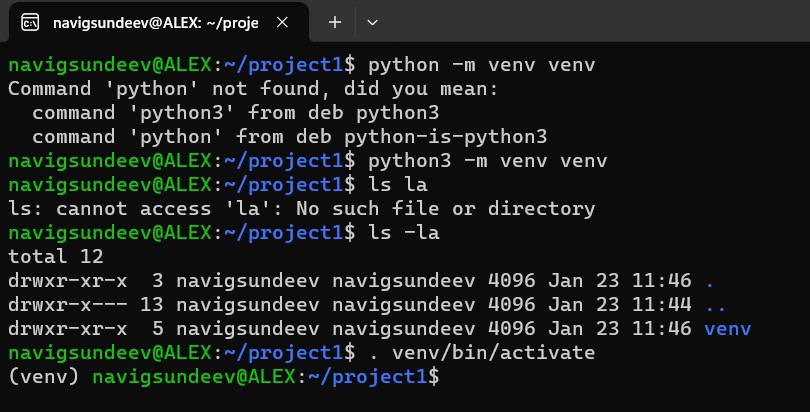 navigsundeev@ALEX: ~/proje
navigsundeev@ALEX:~/project1$ python -m venv venv
Command 'python' not found, did you mean:
  command 'python3' from deb python3
  command 'python' from deb python-is-python3
navigsundeev@ALEX:~/project1$ python3 -m venv venv
navigsundeev@ALEX:~/project1$ ls la
ls: cannot access 'la': No such file or directory
navigsundeev@ALEX:~/project1$ ls -la
total 12
drwxr-xr-x  3 navigsundeev navigsundeev 4096 Jan 23 11:46 .
drwxr-x--- 13 navigsundeev navigsundeev 4096 Jan 23 11:44 ..
drwxr-xr-x  5 navigsundeev navigsundeev 4096 Jan 23 11:46 venv
navigsundeev@ALEX:~/project1$ . venv/bin/activate
(venv) navigsundeev@ALEX:~/project1$